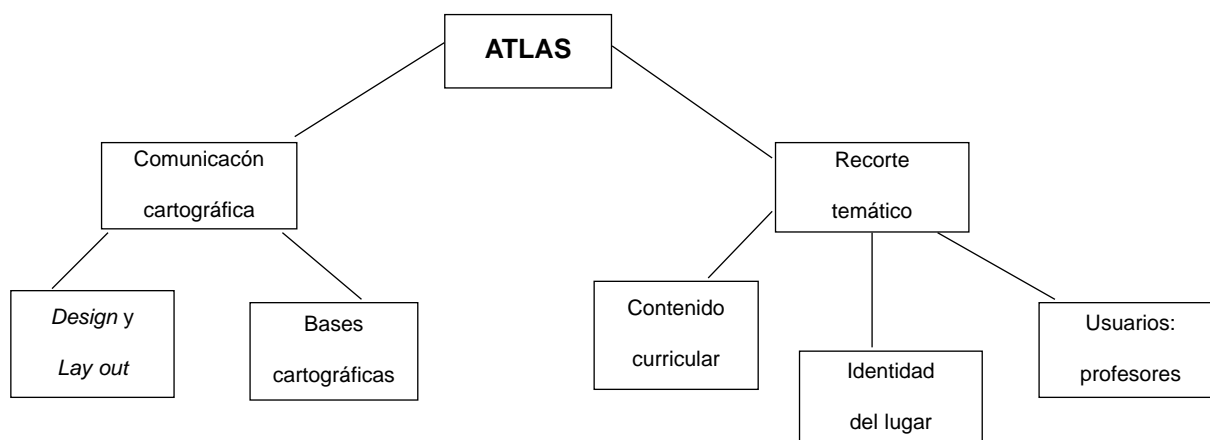 ATLAS
Comunicacón
cartográfica
Recorte
temático
Design y
Lay out
Bases
cartográficas
Contenido
curricular
Identidad
del lugar
Usuarios:
profesores